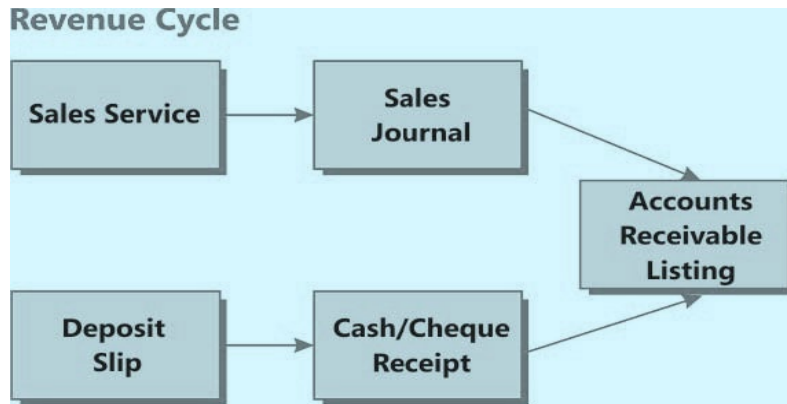 Revenue Cycle
Sales Service
Sales
Journal
Accounts
Receivable
Listing
Deposit
Slip
Cash/Cheque
Receipt